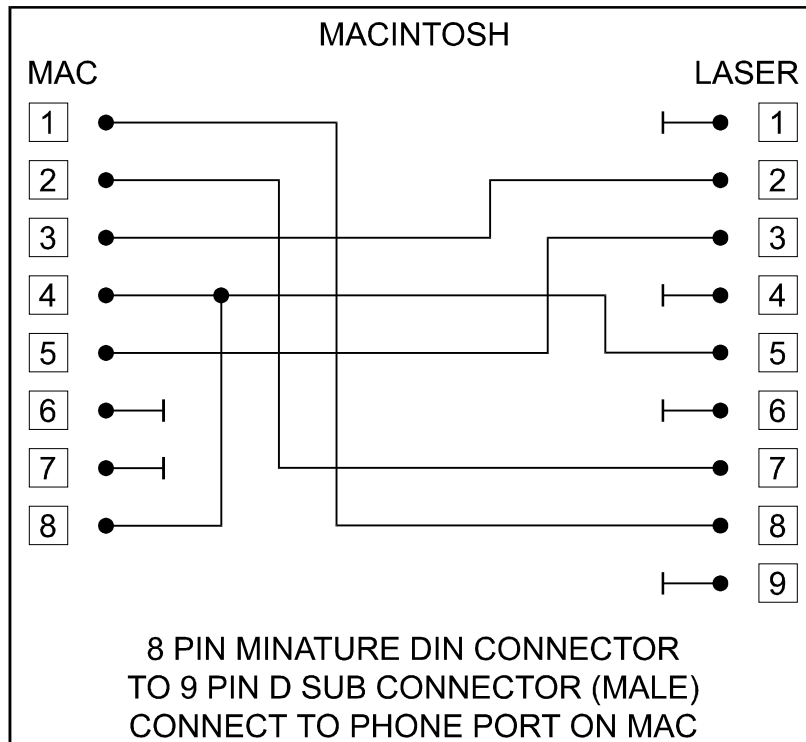 MACINTOSH
MAC LASER
1 1
2 2
3 3
4 4
5 5
6 6
7 7
8 8
9
8 PIN MINATURE DIN CONNECTOR
TO 9 PIN D SUB CONNECTOR (MALE)
CONNECT TO PHONE PORT ON MAC